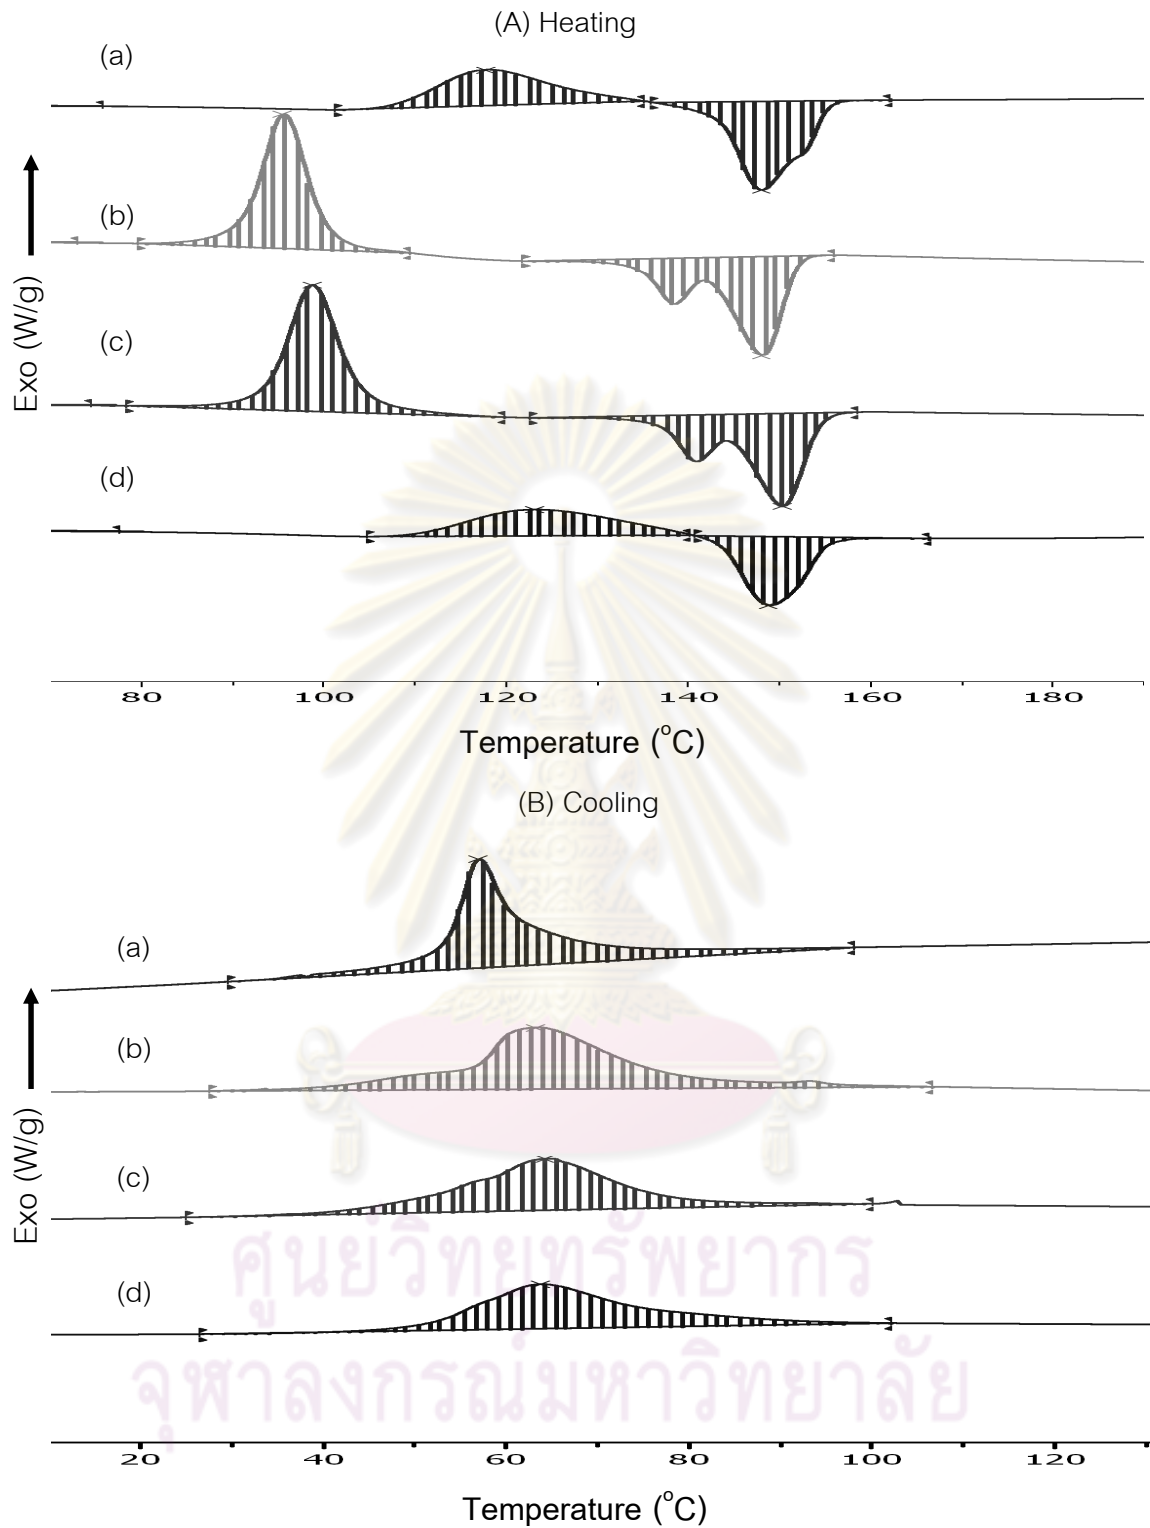 (A) Heating
(a)
(b)
(c)
(d)
Exo (W/g)
80 100 120 140 160 180
Temperature (°C)
(B) Cooling
(a)
(b)
(c)
(d)
Exo (W/g)
ศูนย์วิทยทรัพยากร
จุฬาลงกรณ์มหาวิทยาลัย
20 40 60 80 100 120
Temperature (°C)